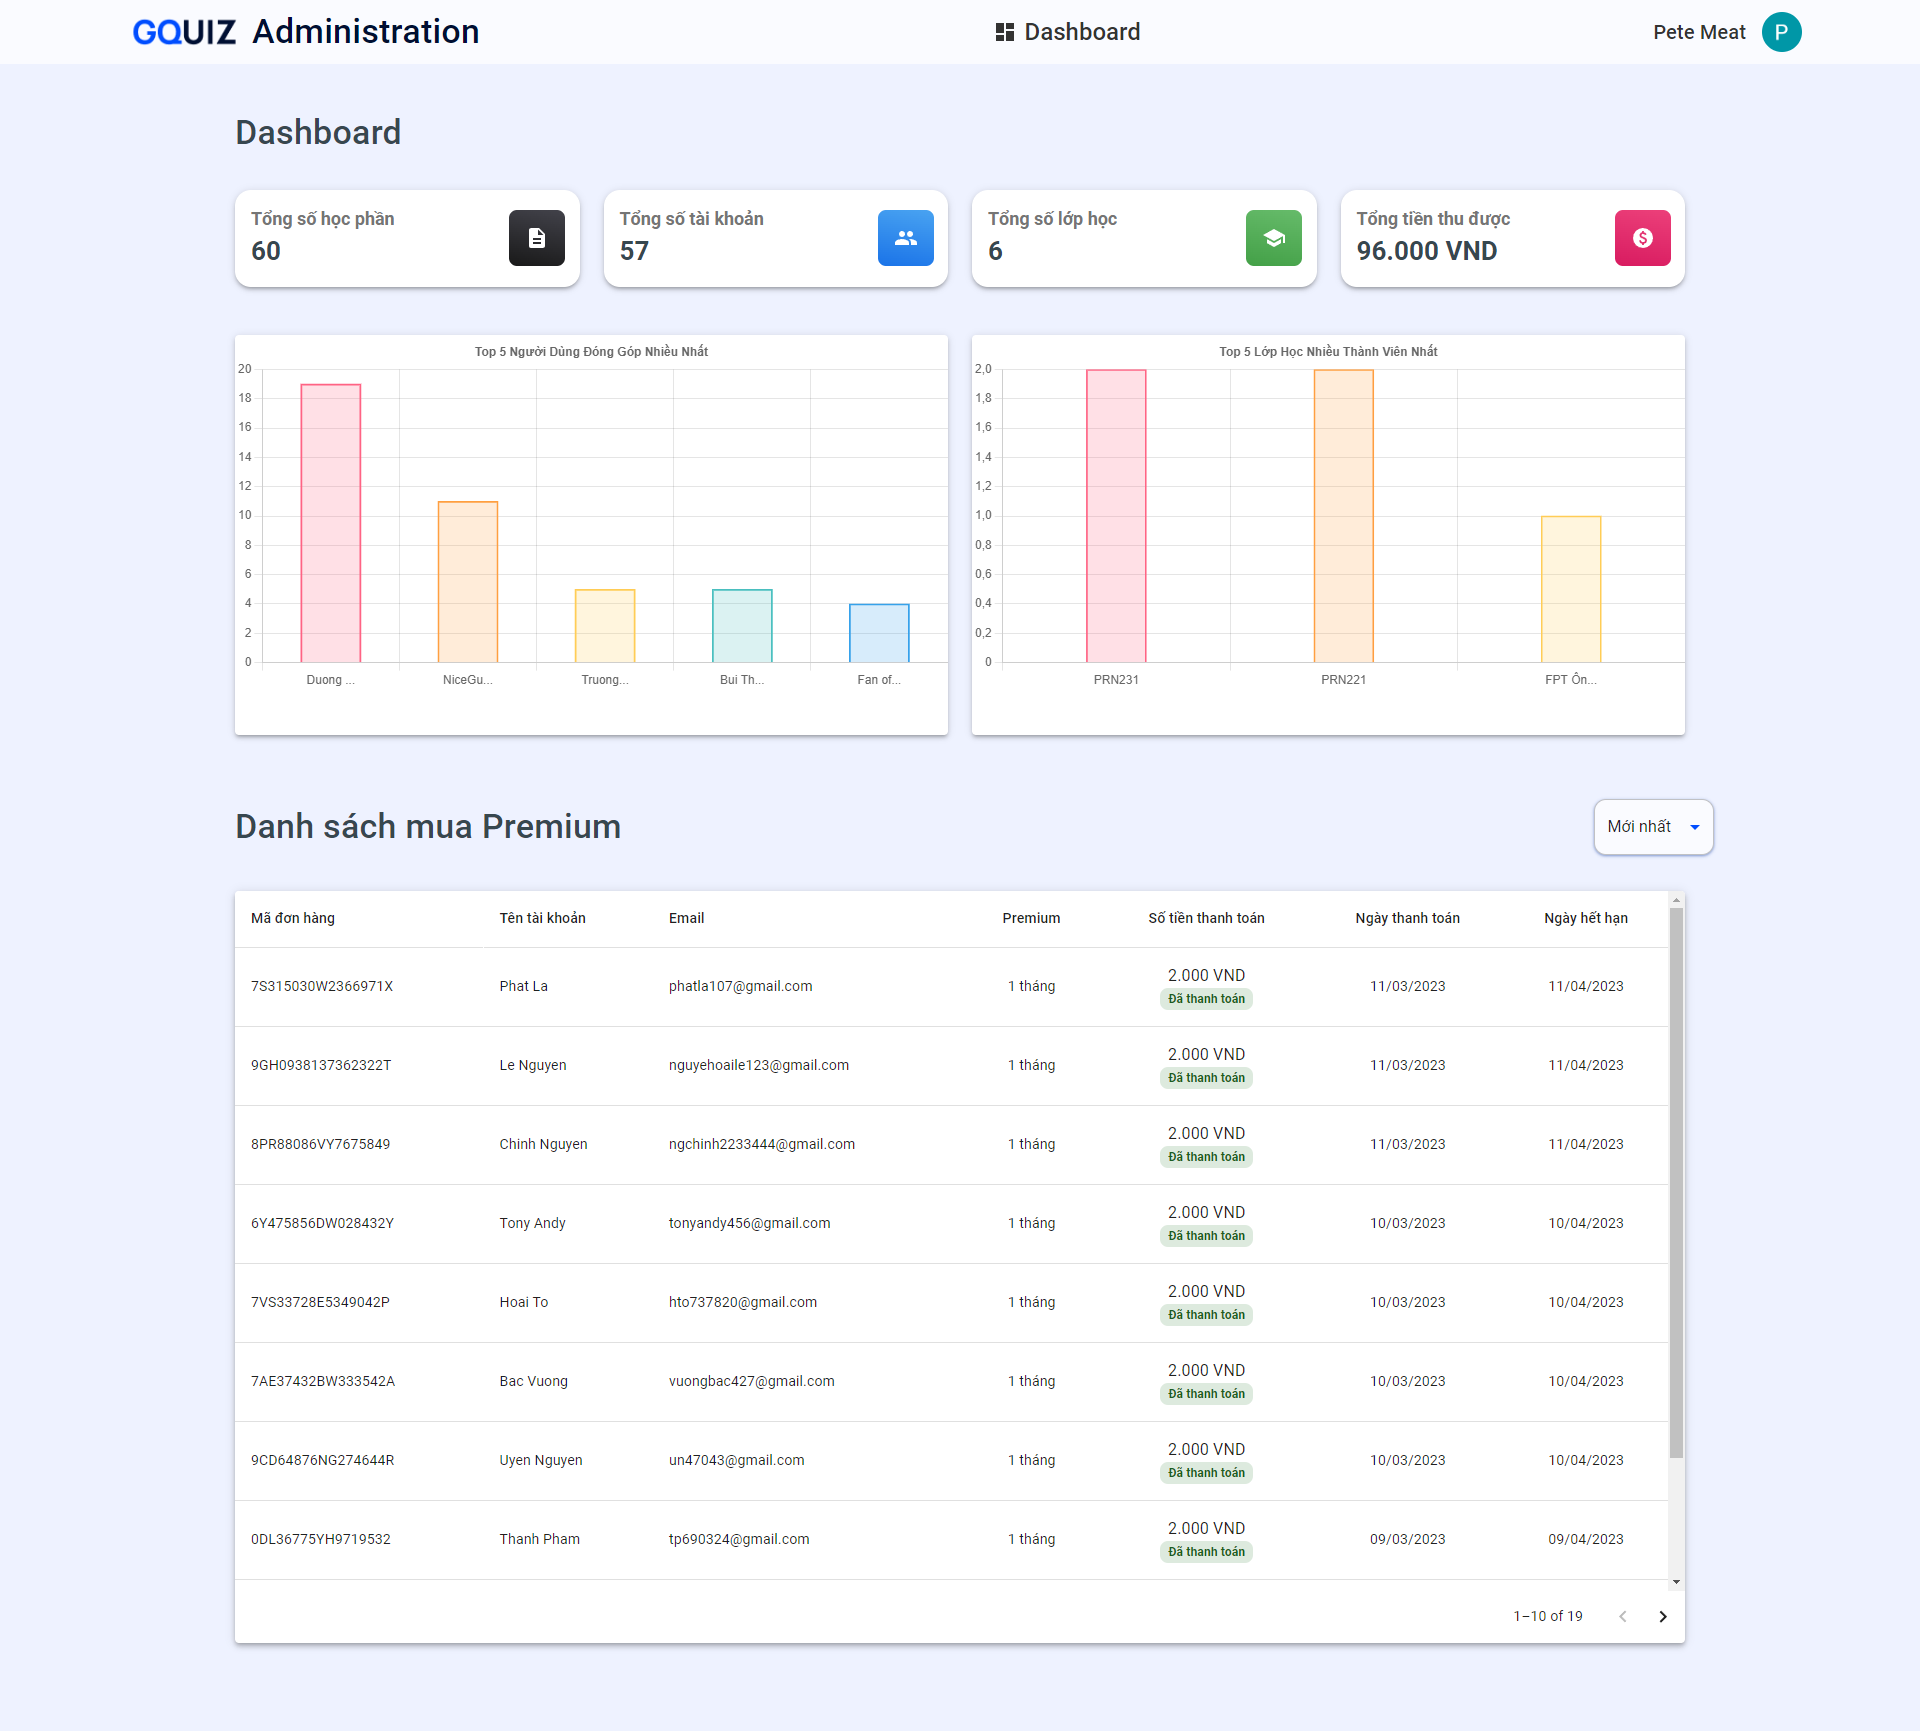 GQUIZ Administration
Dashboard
Pete Meat
P
Dashboard
Tổng số học phần
60
Tổng số tài khoản
57
Tổng số lớp học
6
Tổng tiền thu được
96.000 VND
Top 5 Người Dùng Đóng Góp Nhiều Nhất
20
18
16
14
12
10
8
6
4
2
0
Duong ... NiceGu... Truong... Bui Th... Fan of...
Top 5 Lớp Học Nhiều Thành Viên Nhất
2,0
1,8
1,6
1,4
1,2
1,0
0,8
0,6
0,4
0,2
0
PRN231 PRN221 FPT Ôn...
Danh sách mua Premium
Mới nhất
Mã đơn hàng Tên tài khoản Email Premium Số tiền thanh toán Ngày thanh toán Ngày hết hạn
7S315030W2366971X Phat La phatla107@gmail.com 1 tháng 2.000 VND 11/03/2023 11/04/2023
Đã thanh toán
9GH0938137362322T Le Nguyen nguyehoaile123@gmail.com 1 tháng 2.000 VND 11/03/2023 11/04/2023
Đã thanh toán
8PR88086VY7675849 Chinh Nguyen ngchinh2233444@gmail.com 1 tháng 2.000 VND 11/03/2023 11/04/2023
Đã thanh toán
6Y475856DW028432Y Tony Andy tonyandy456@gmail.com 1 tháng 2.000 VND 10/03/2023 10/04/2023
Đã thanh toán
7VS33728E5349042P Hoai To hto737820@gmail.com 1 tháng 2.000 VND 10/03/2023 10/04/2023
Đã thanh toán
7AE37432BW333542A Bac Vuong vuongbac427@gmail.com 1 tháng 2.000 VND 10/03/2023 10/04/2023
Đã thanh toán
9CD64876NG274644R Uyen Nguyen un47043@gmail.com 1 tháng 2.000 VND 10/03/2023 10/04/2023
Đã thanh toán
0DL36775YH9719532 Thanh Pham tp690324@gmail.com 1 tháng 2.000 VND 09/03/2023 09/04/2023
Đã thanh toán
1–10 of 19